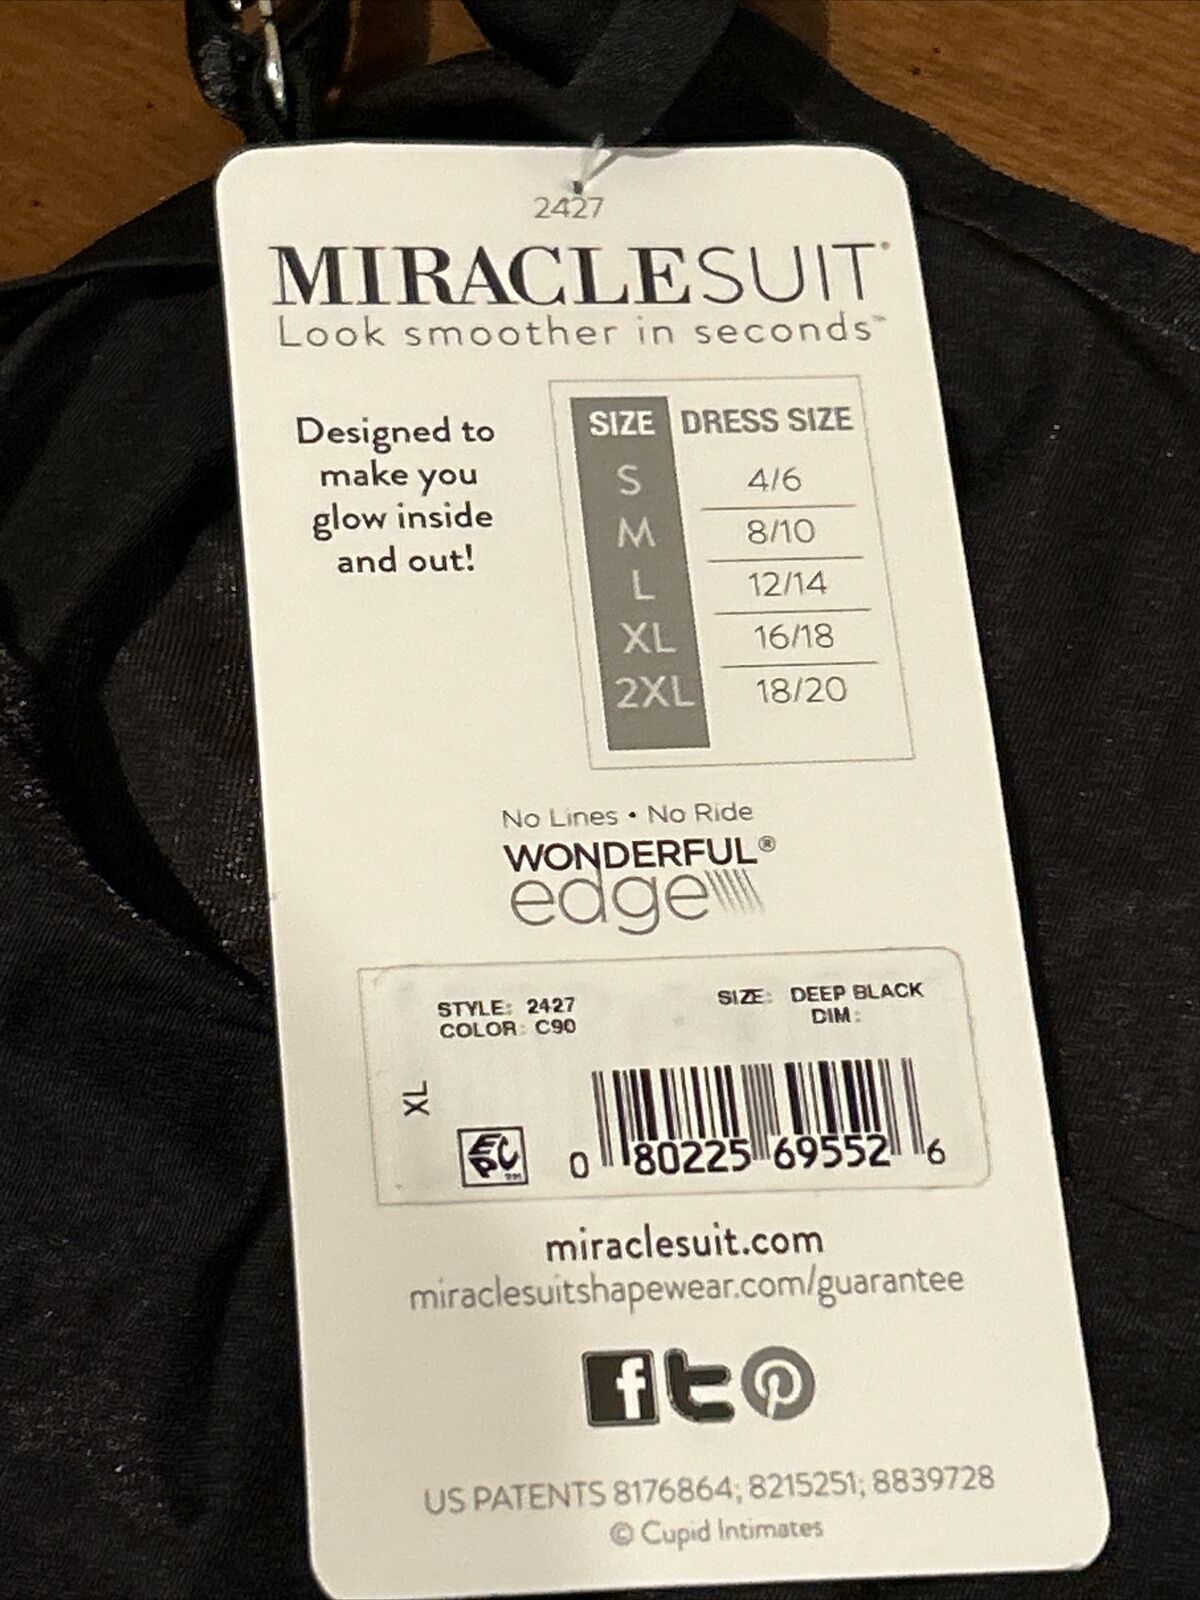 2427
MIRACLESUIT®
Look smoother in seconds™
Designed to
make you
glow inside
and out!
SIZE DRESS SIZE
S 4/6
M 8/10
L 12/14
XL 16/18
2XL 18/20
No Lines • No Ride
WONDERFUL®
edge
STYLE: 2427 SIZE: DEEP BLACK
COLOR: C90 DIM:
XL
EPC
0 80225 69552 6
miraclesuit.com
miraclesuitshapewear.com/guarantee
US PATENTS 8176864; 8215251; 8839728
© Cupid Intimates